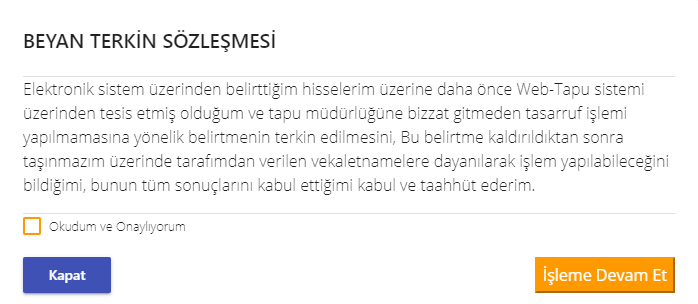 BEYAN TERKİN SÖZLEŞMESİ
Elektronik sistem üzerinden belirttiğim hisselerim üzerine daha önce Web-Tapu sistemi
üzerinden tesis etmiş olduğum ve tapu müdürlüğüne bizzat gitmeden tasarruf işlemi
yapılmamasına yönelik belirtmenin terkin edilmesini, Bu belirtme kaldırıldıktan sonra
taşınmazım üzerinde tarafımdan verilen vekaletnamelere dayanılarak işlem yapılabileceğini
bildiğimi, bunun tüm sonuçlarını kabul ettiğimi kabul ve taahhüt ederim.
Okudum ve Onaylıyorum
Kapat
İşleme Devam Et